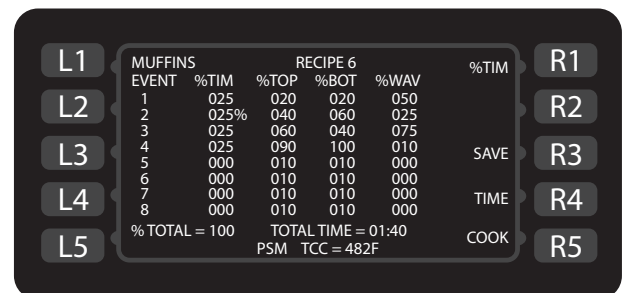 L1 MUFFINS RECIPE 6 %TIM R1
EVENT %TIM %TOP %BOT %WAV
1 025 020 020 050
L2 2 025% 040 060 025 R2
3 025 060 040 075
L3 4 025 090 100 010 SAVE R3
5 000 010 010 000
6 000 010 010 000
L4 7 000 010 010 000 TIME R4
8 000 010 010 000
% TOTAL = 100 TOTAL TIME = 01:40
L5 PSM TCC = 482F COOK R5